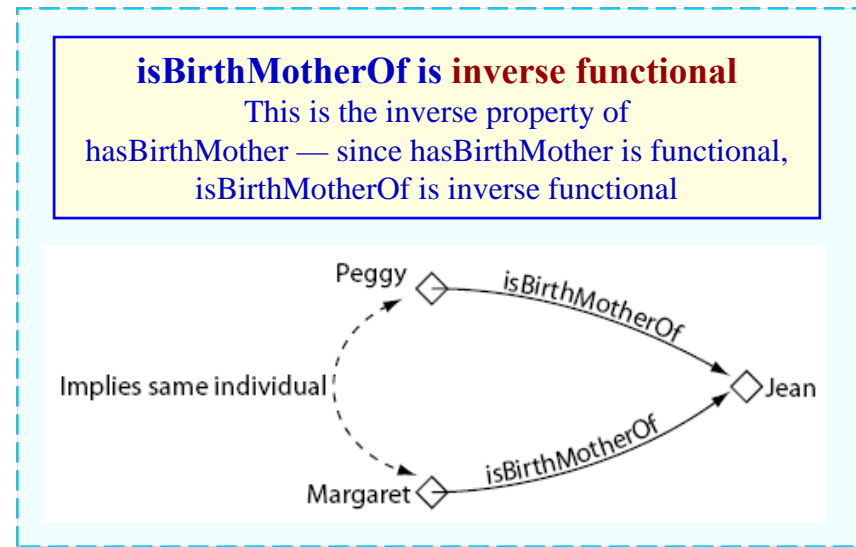 isBirthMotherOf is inverse functional
This is the inverse property of
hasBirthMother — since hasBirthMother is functional,
isBirthMotherOf is inverse functional
Peggy
isBirthMotherOf
Implies same individual
Jean
isBirthMotherOf
Margaret